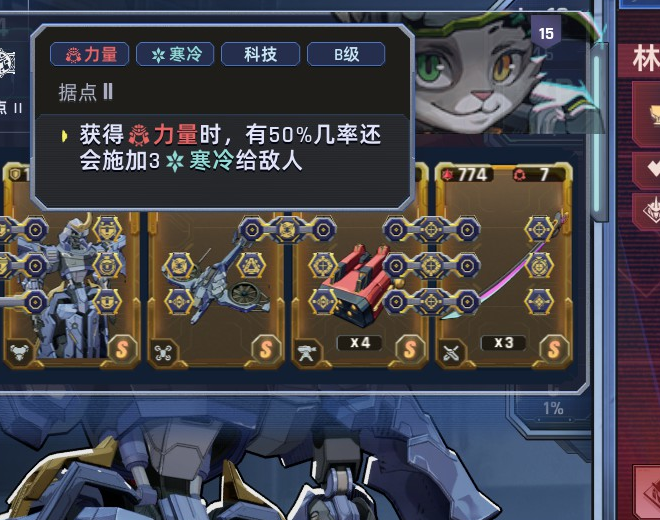 15
力量 寒冷 科技 B级
据点 II
获得力量时，有50%几率还
会施加3寒冷给敌人
点 II
林
774 7
S S S S
x4 x3
1%